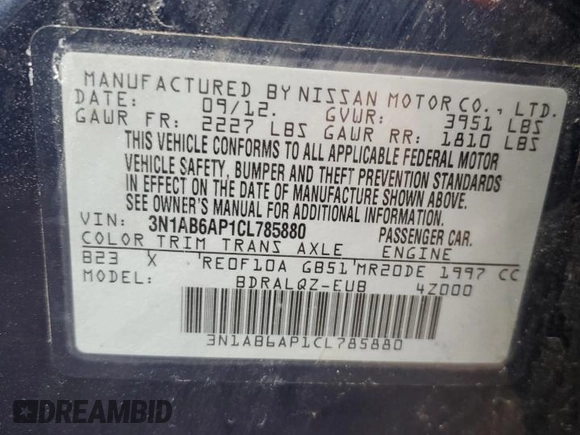 MANUFACTURED BY NISSAN MOTOR CO., LTD.
DATE: 09/12. GVWR: 3951 LBS
GAWR FR: 2227 LBS GAWR RR: 1810 LBS
THIS VEHICLE CONFORMS TO ALL APPLICABLE FEDERAL MOTOR
VEHICLE SAFETY, BUMPER AND THEFT PREVENTION STANDARDS
IN EFFECT ON THE DATE OF MANUFACTURE SHOWN ABOVE.
SEE OWNER'S MANUAL FOR ADDITIONAL INFORMATION.
VIN: 3N1AB6AP1CL785880 PASSENGER CAR.
COLOR TRIM TRANS AXLE ENGINE
B23 X 'RE0F10A GB51'MR20DE 1997 CC
MODEL: BDRALQZ-EUB 4Z000
3N1AB6AP1CL785880
DREAMBID